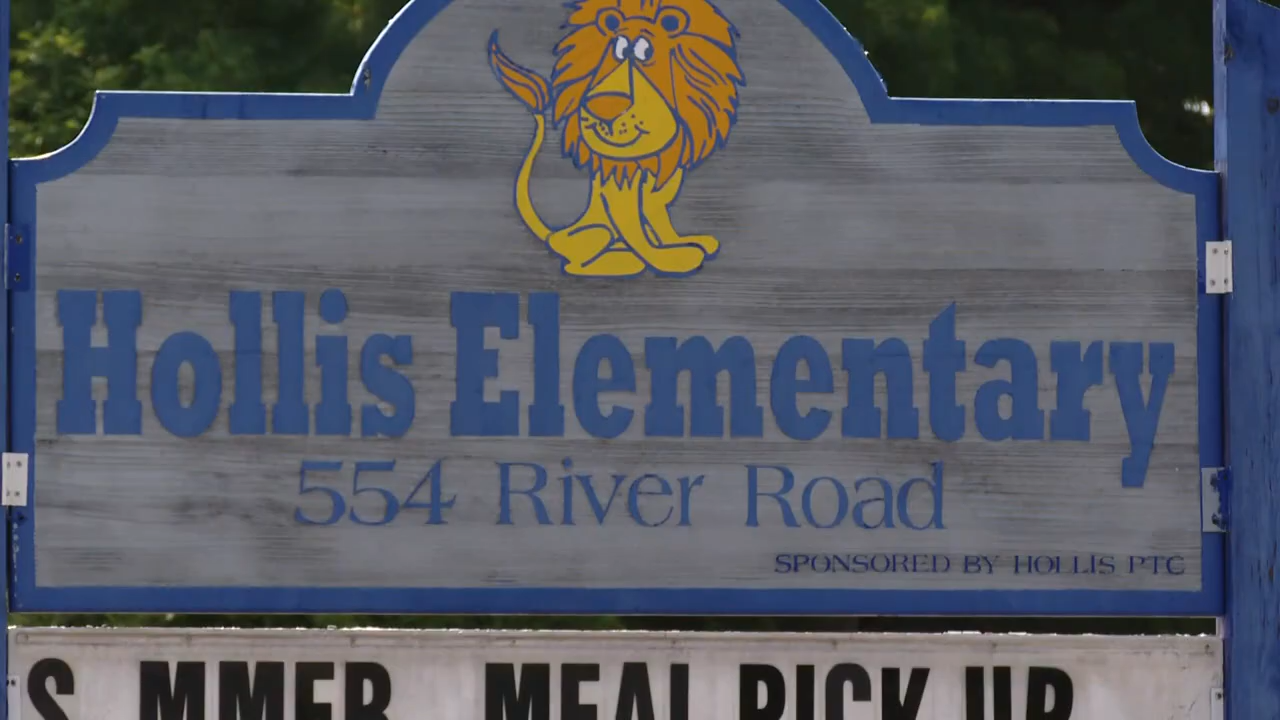 Hollis Elementary
554 River Road
SPONSORED BY HOLLIS PTC
S MMER MEAL PICK UP